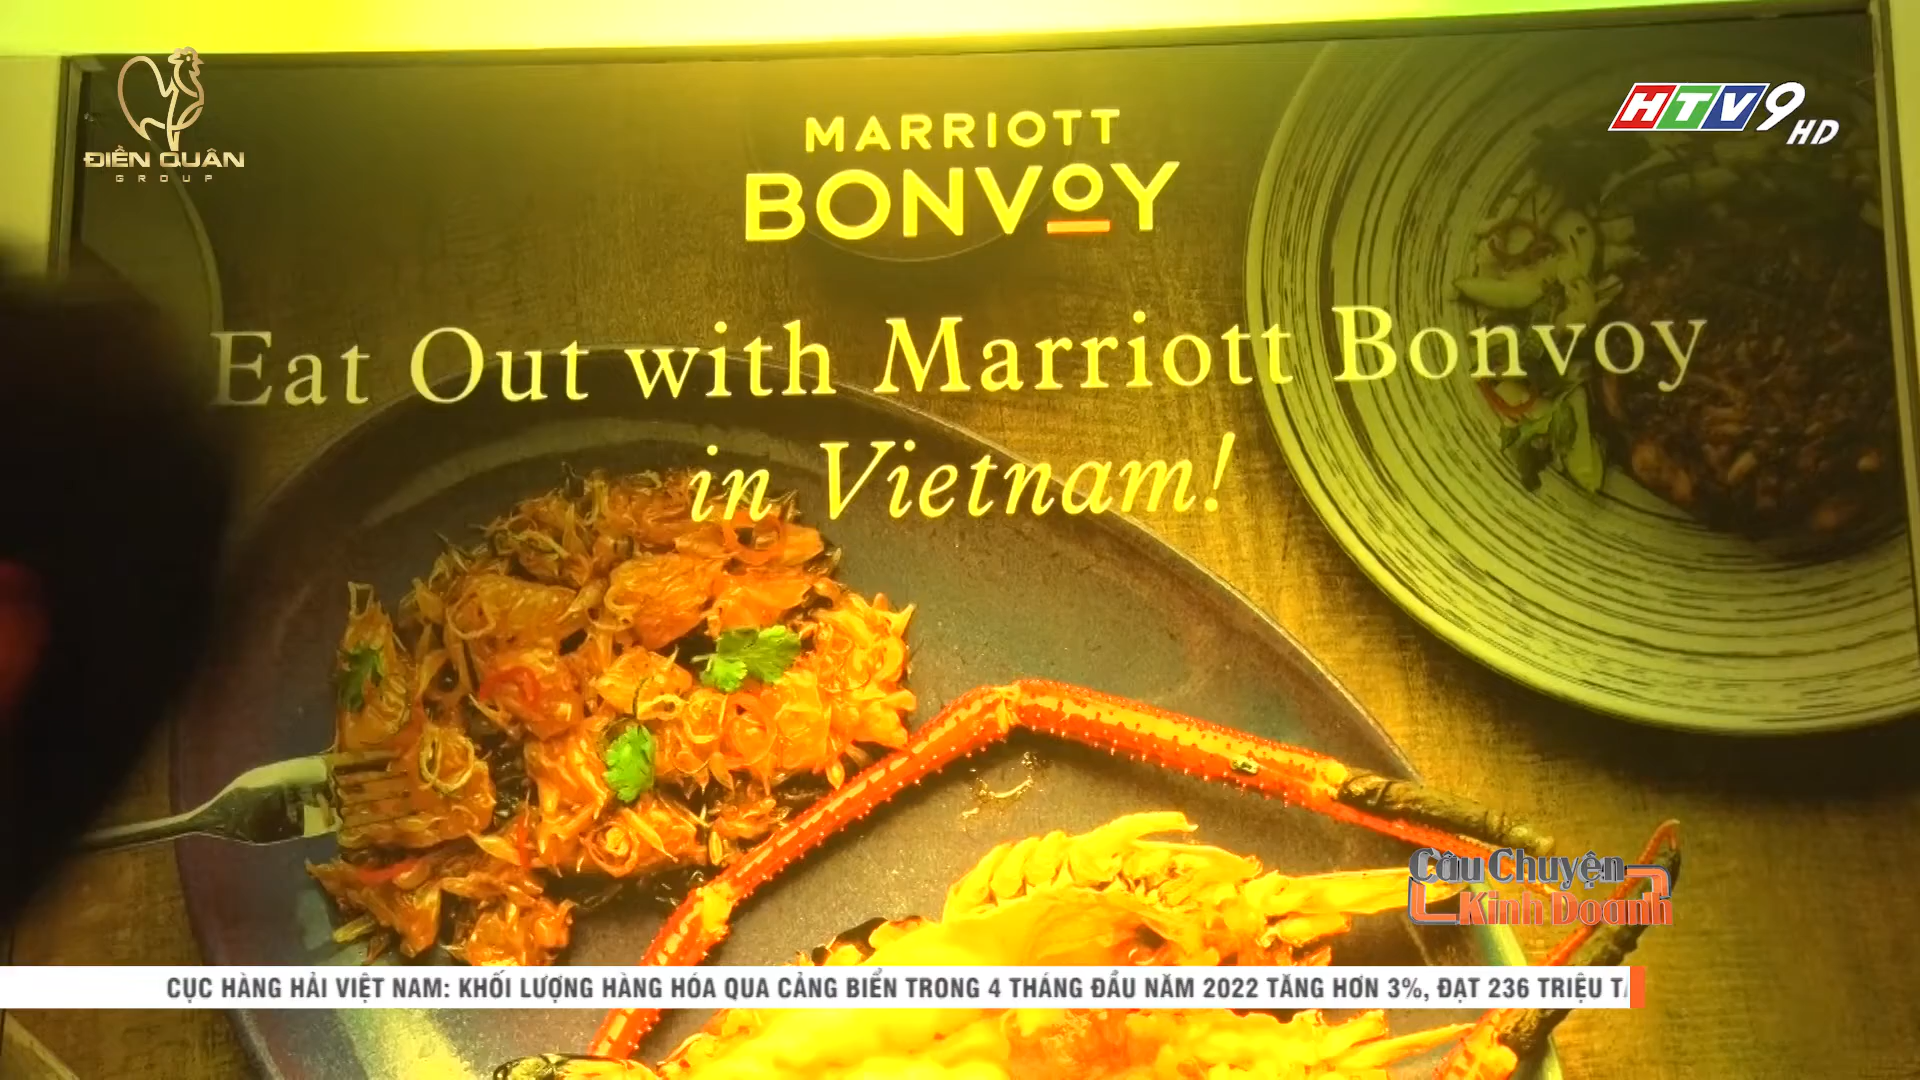 ĐIỀN QUÂN
GROUP
HTV9
HD
MARRIOTT
BONVOY
Eat Out with Marriott Bonvoy
in Vietnam!
Câu Chuyện
Kinh Doanh
CỤC HÀNG HẢI VIỆT NAM: KHỐI LƯỢNG HÀNG HÓA QUA CẢNG BIỂN TRONG 4 THÁNG ĐẦU NĂM 2022 TĂNG HƠN 3%, ĐẠT 236 TRIỆU